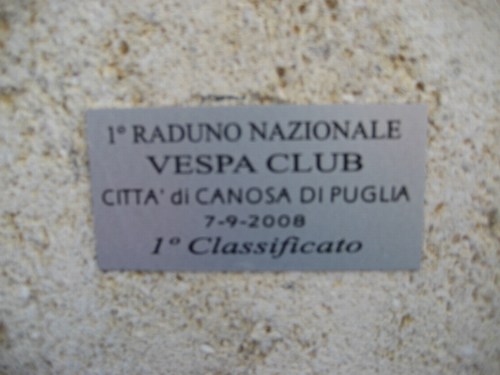 1° RADUNO NAZIONALE
VESPA CLUB
CITTA' di CANOSA DI PUGLIA
7-9-2008
1° Classificato